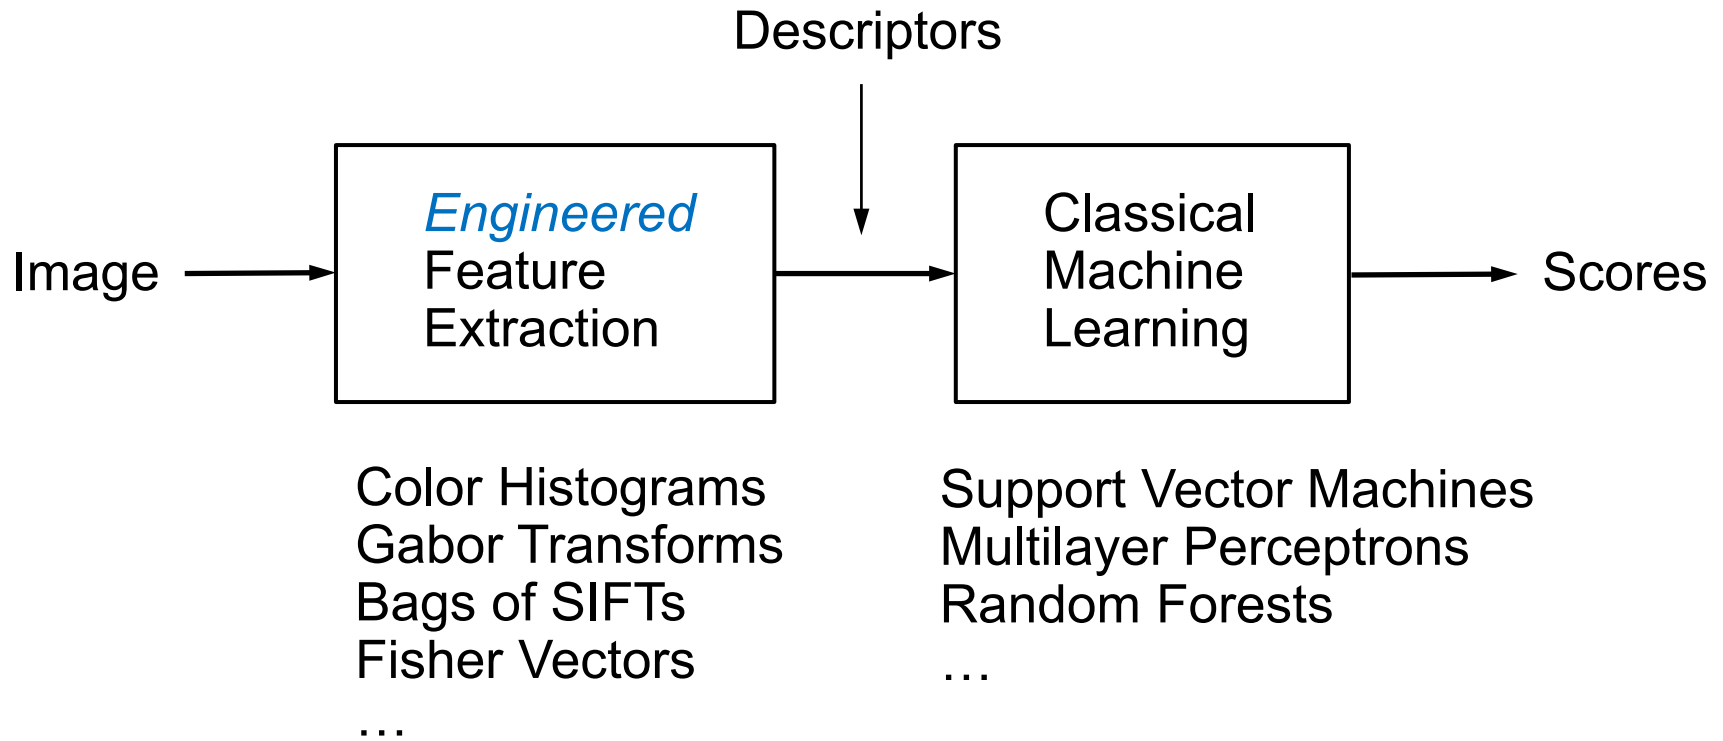 Descriptors
Image
Engineered
Feature
Extraction
Classical
Machine
Learning
Scores
Color Histograms
Gabor Transforms
Bags of SIFTs
Fisher Vectors
…
Support Vector Machines
Multilayer Perceptrons
Random Forests
…